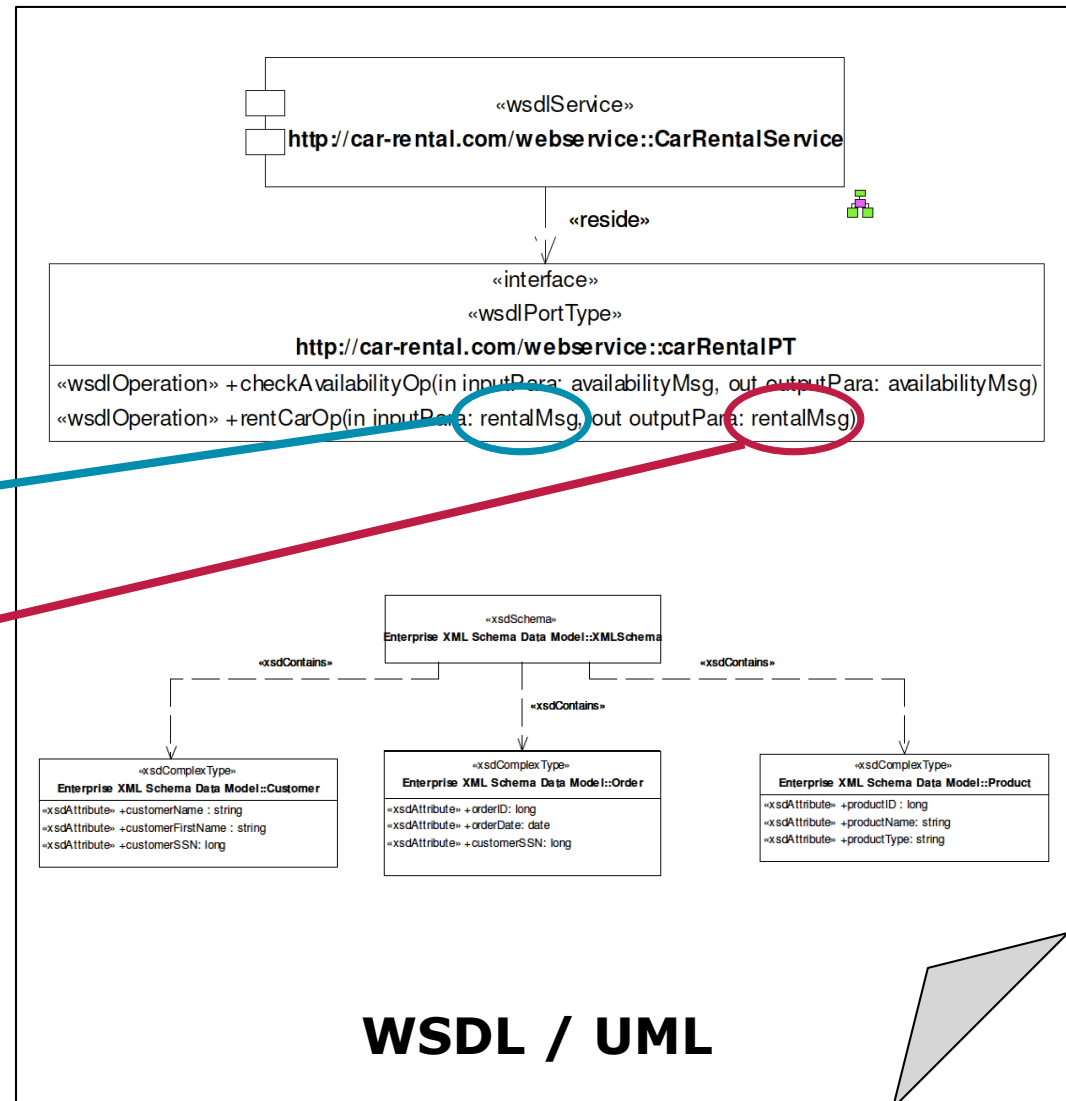 «wsdlService»
http://car-rental.com/webservice::CarRentalService
«reside»
«interface»
«wsdlPortType»
http://car-rental.com/webservice::carRentalPT
«wsdlOperation» +checkAvailabilityOp(in inputPara: availabilityMsg, out outputPara: availabilityMsg)
«wsdlOperation» +rentCarOp(in inputPara: rentalMsg, out outputPara: rentalMsg)
«xsdSchema»
Enterprise XML Schema Data Model::XMLSchema
«xsdContains»
«xsdContains»
«xsdContains»
«xsdComplexType»
Enterprise XML Schema Data Model::Customer
«xsdAttribute» +customerName : string
«xsdAttribute» +customerFirstName : string
«xsdAttribute» +customerSSN: long
«xsdComplexType»
Enterprise XML Schema Data Model::Order
«xsdAttribute» +orderID: long
«xsdAttribute» +orderDate: date
«xsdAttribute» +customerSSN: long
«xsdComplexType»
Enterprise XML Schema Data Model::Product
«xsdAttribute» +productID : long
«xsdAttribute» +productName: string
«xsdAttribute» +productType: string
WSDL / UML